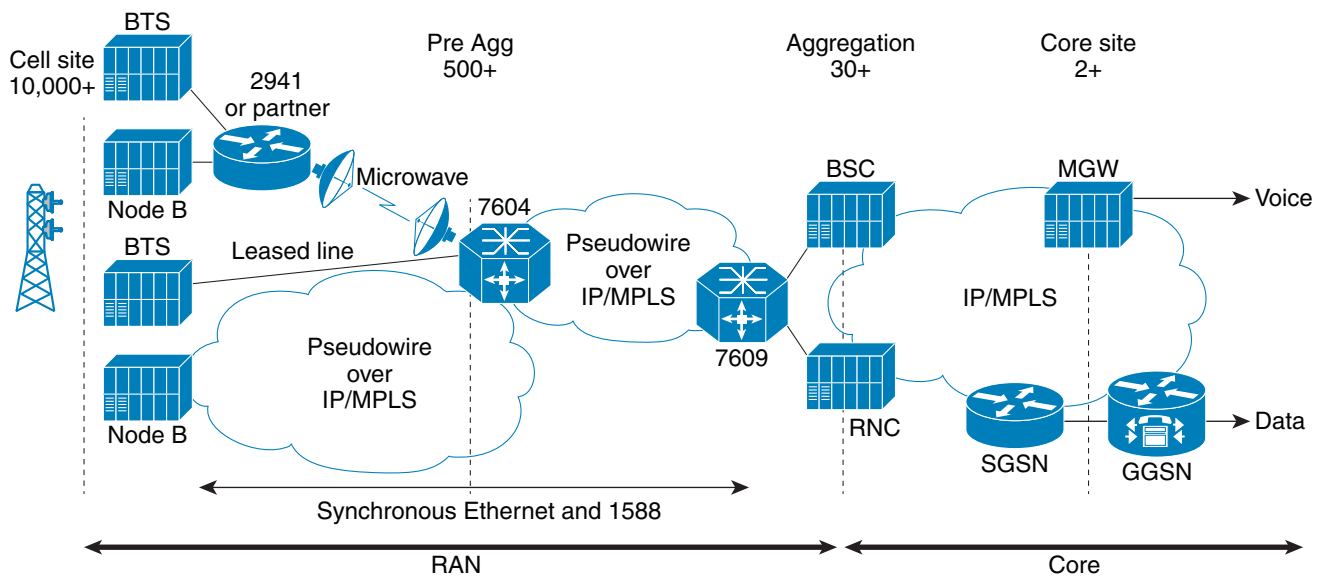 BTS
Cell site
10,000+
Pre Agg
500+
Aggregation
30+
Core site
2+
2941
or partner
Node B
Microwave
7604
BTS
Leased line
Pseudowire
over
IP/MPLS
7609
BSC
MGW
Voice
IP/MPLS
Pseudowire
over
IP/MPLS
Node B
RNC
SGSN
GGSN
Data
Synchronous Ethernet and 1588
RAN
Core